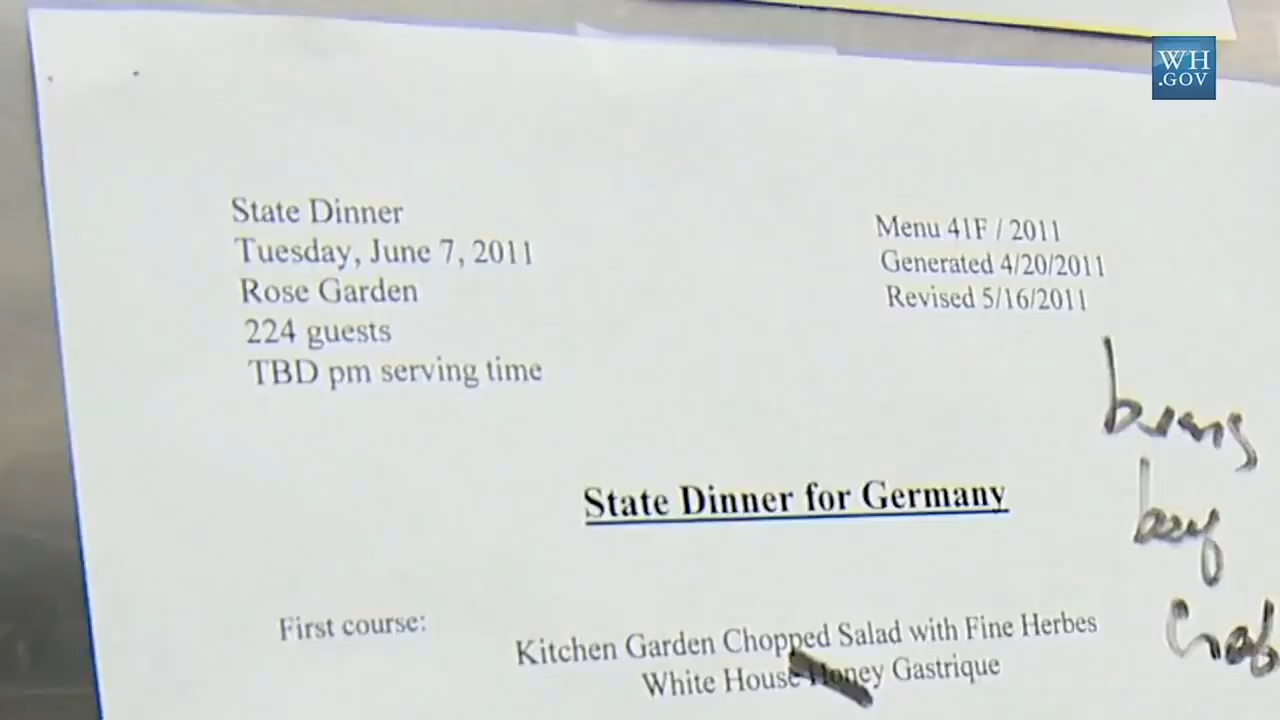 WH
.GOV
State Dinner
Tuesday, June 7, 2011
Rose Garden
224 guests
TBD pm serving time
Menu 41F / 2011
Generated 4/20/2011
Revised 5/16/2011
State Dinner for Germany
First course:
Kitchen Garden Chopped Salad with Fine Herbes
White House Honey Gastrique